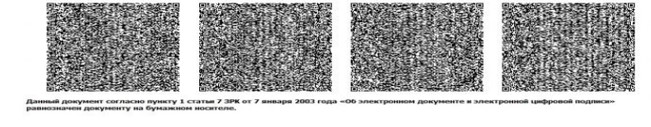 Данный документ согласно пункту 1 статьи 7 ЗРК от 7 января 2003 года «Об электронном документе и электронной цифровой подписи»
равнозначен документу на бумажном носителе.